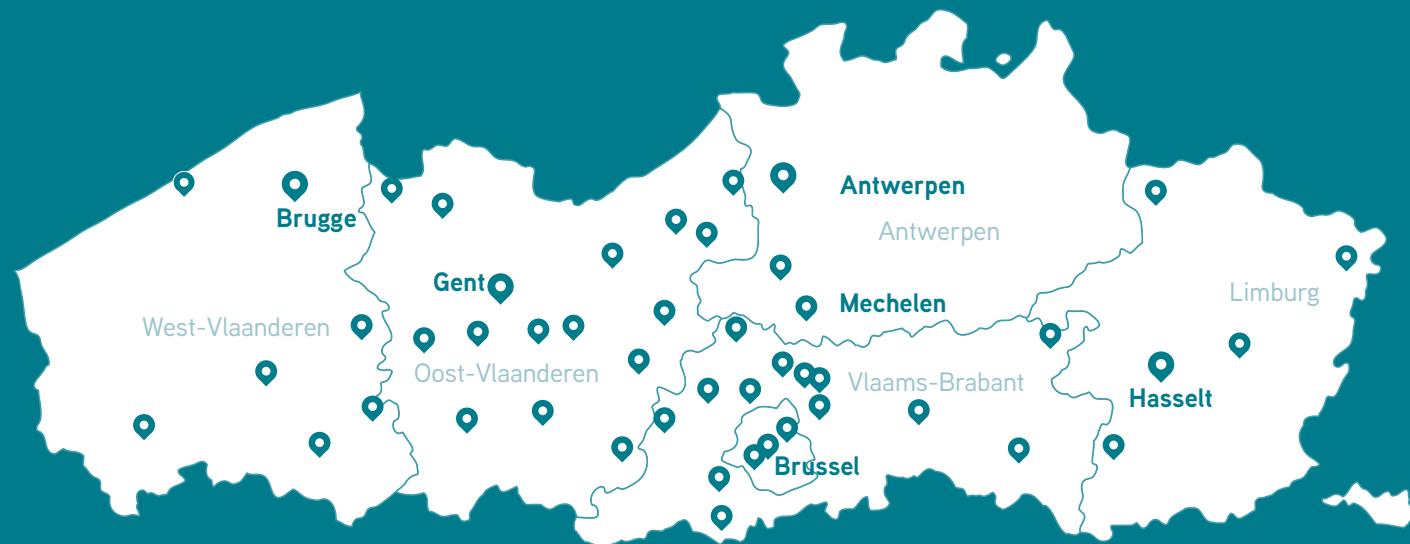 Antwerpen
Brugge
Antwerpen
Gent
Limburg
Mechelen
West-Vlaanderen
Oost-Vlaanderen
Vlaams-Brabant
Hasselt
Brussel